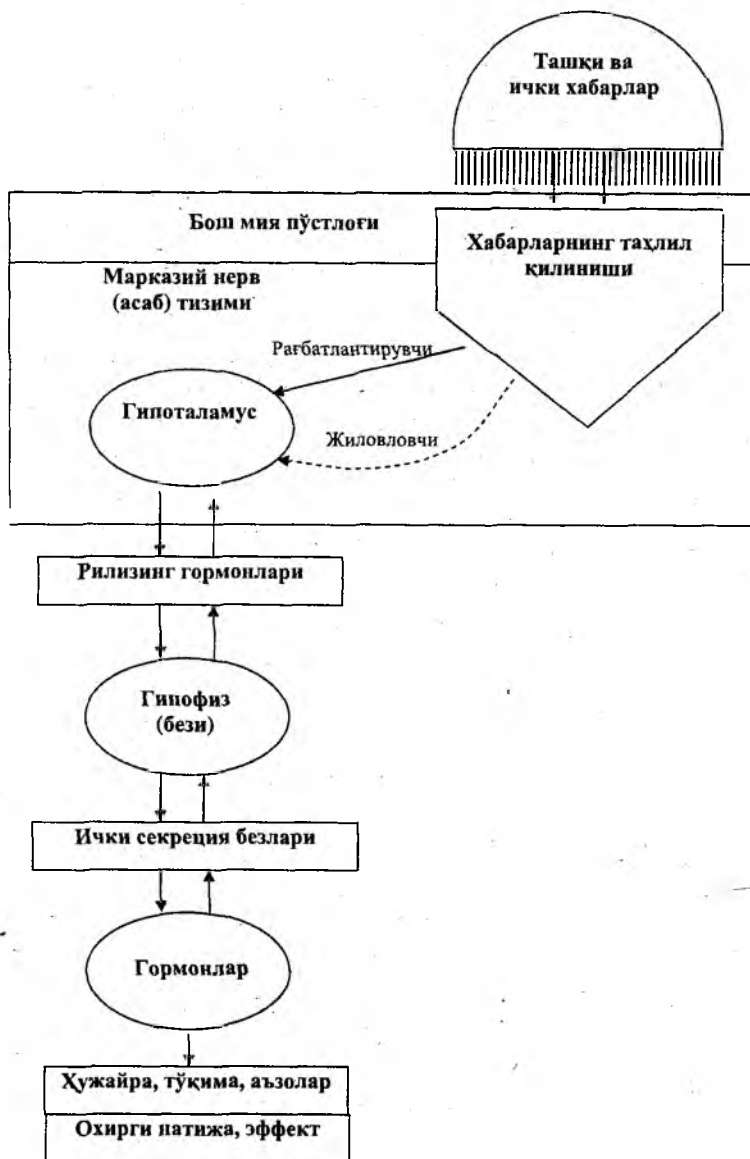 Ташқи ва
ички хабарлар
Бош мия пўстлоғи
Хабарларнинг таҳлил
қилиниши
Марказий нерв
(асаб) тизими
Рағбатлантирувчи
Гипоталамус
Жиловловчи
Рилизинг гормонлари
Гипофиз
(бези)
Ички секреция безлари
Гормонлар
Ҳужайра, тўқима, аъзолар
Охирги натижа, эффект